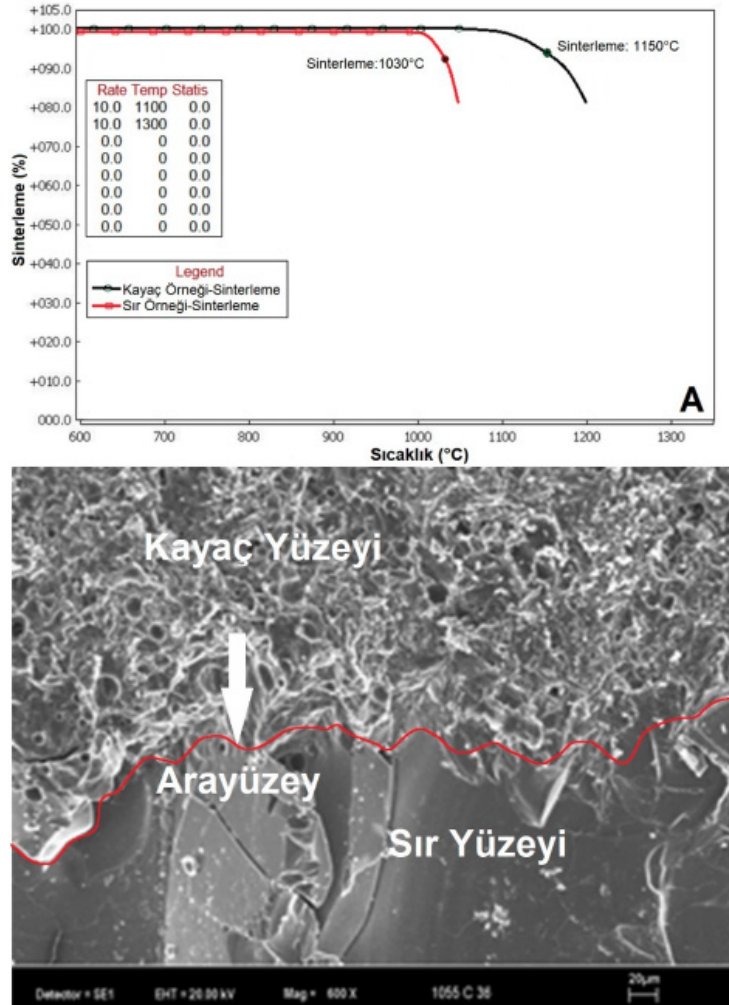 +105.0
+100.0
+090.0
+080.0
+070.0
+060.0
+050.0
+040.0
+030.0
+020.0
+010.0
000.0
Sinterleme (%)
Sinterleme:1030°C
Sinterleme: 1150°C
Rate Temp Statis
10.0 1100 0.0
10.0 1300 0.0
0.0 0 0.0
0.0 0 0.0
0.0 0 0.0
0.0 0 0.0
0.0 0 0.0
0.0 0 0.0
Legend
Kayaç Örneği-Sinterleme
Sır Örneği-Sinterleme
A
600 700 800 900 1000 1100 1200 1300
Sıcaklık (°C)
Kayaç Yüzeyi
Arayüzey
Sır Yüzeyi
Detector = SE1 EHT = 20.00 kV Mag = 600 X 1055 C 36 20µm